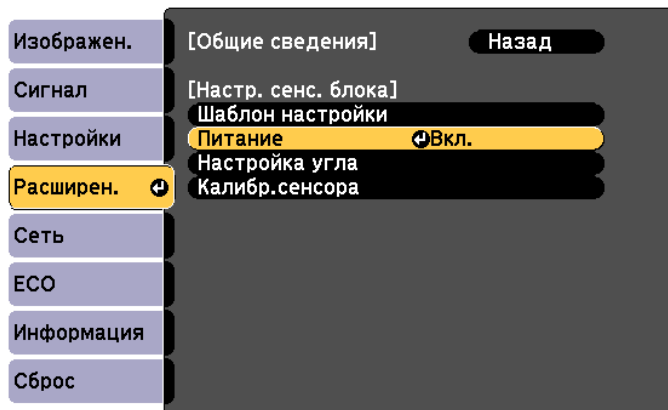 Изображен.
Сигнал
Настройки
Расширен.
Сеть
ECO
Информация
Сброс
[Общие сведения] Назад
[Настр. сенс. блока]
Шаблон настройки
Питание Вкл.
Настройка угла
Калибр.сенсора